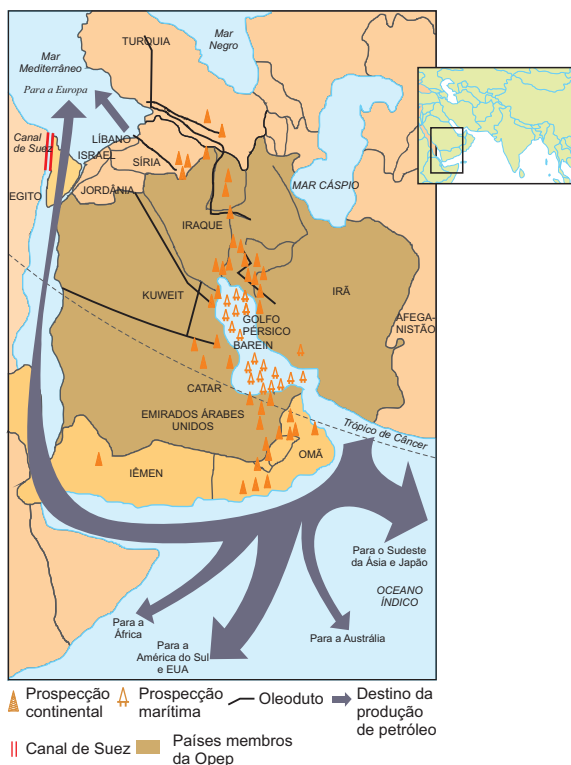 TURQUIA
Mar
Negro
Mar
Mediterrâneo
Para a Europa
Canal
de Suez
LÍBANO
ISRAEL
SÍRIA
JORDÂNIA
EGITO
MAR CÁSPIO
IRAQUE
IRÃ
KUWEIT
GOLFO
PÉRSICO
AFEGA-
NISTÃO
BAREIN
CATAR
EMIRADOS ÁRABES
UNIDOS
Trópico de Câncer
OMÃ
IÊMEN
Para o Sudeste
da Ásia e Japão
OCEANO
ÍNDICO
Para a
África
Para a
América do Sul
e EUA
Para a Austrália
Prospecção
continental
Prospecção
marítima
Oleoduto
Destino da
produção
de petróleo
Canal de Suez
Países membros
da Opep